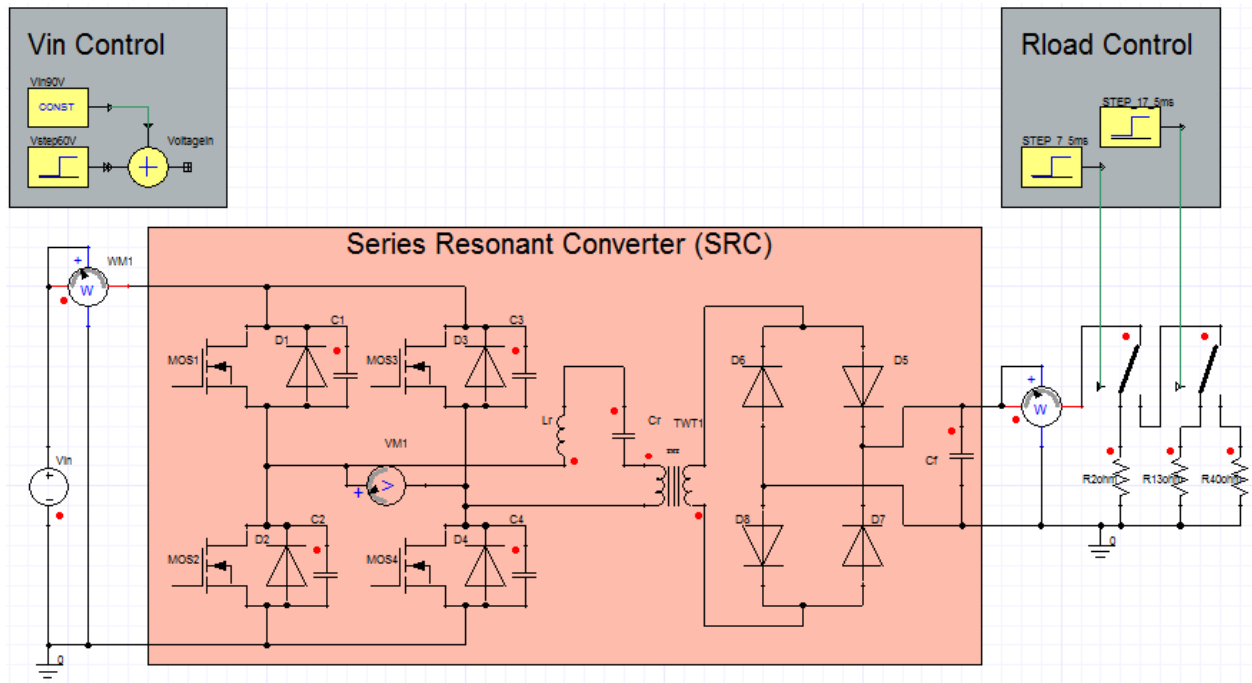 Vin Control
Vin90V
CONST
Vstep60V
VoltageIn
+
Rload Control
STEP_17_5ms
STEP_7_5ms
Series Resonant Converter (SRC)
+
WM1
W
C1
C3
MOS1
D1
MOS3
D3
D6
D5
Lr
Cr
TWT1
VM1
+
V
+
W
Cf
Vin
+
R2ohm
R13ohm
R40ohm
C2
C4
MOS2
D2
MOS4
D4
D8
D7
0
0